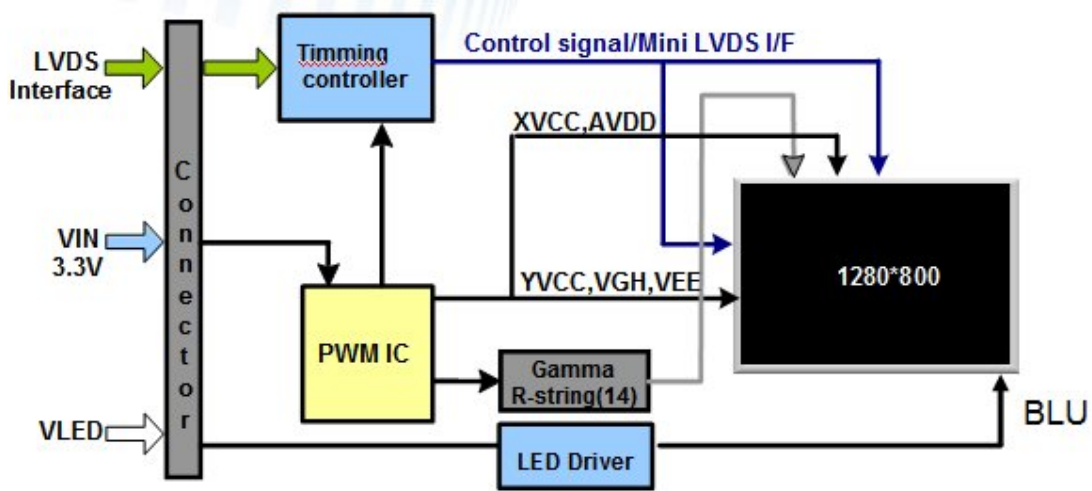 LVDS
Interface
Connector
Timming
controller
Control signal/Mini LVDS I/F
XVCC,AVDD
VIN
3.3V
1280*800
YVCC,VGH,VEE
PWM IC
Gamma
R-string(14)
VLED
LED Driver
BLU